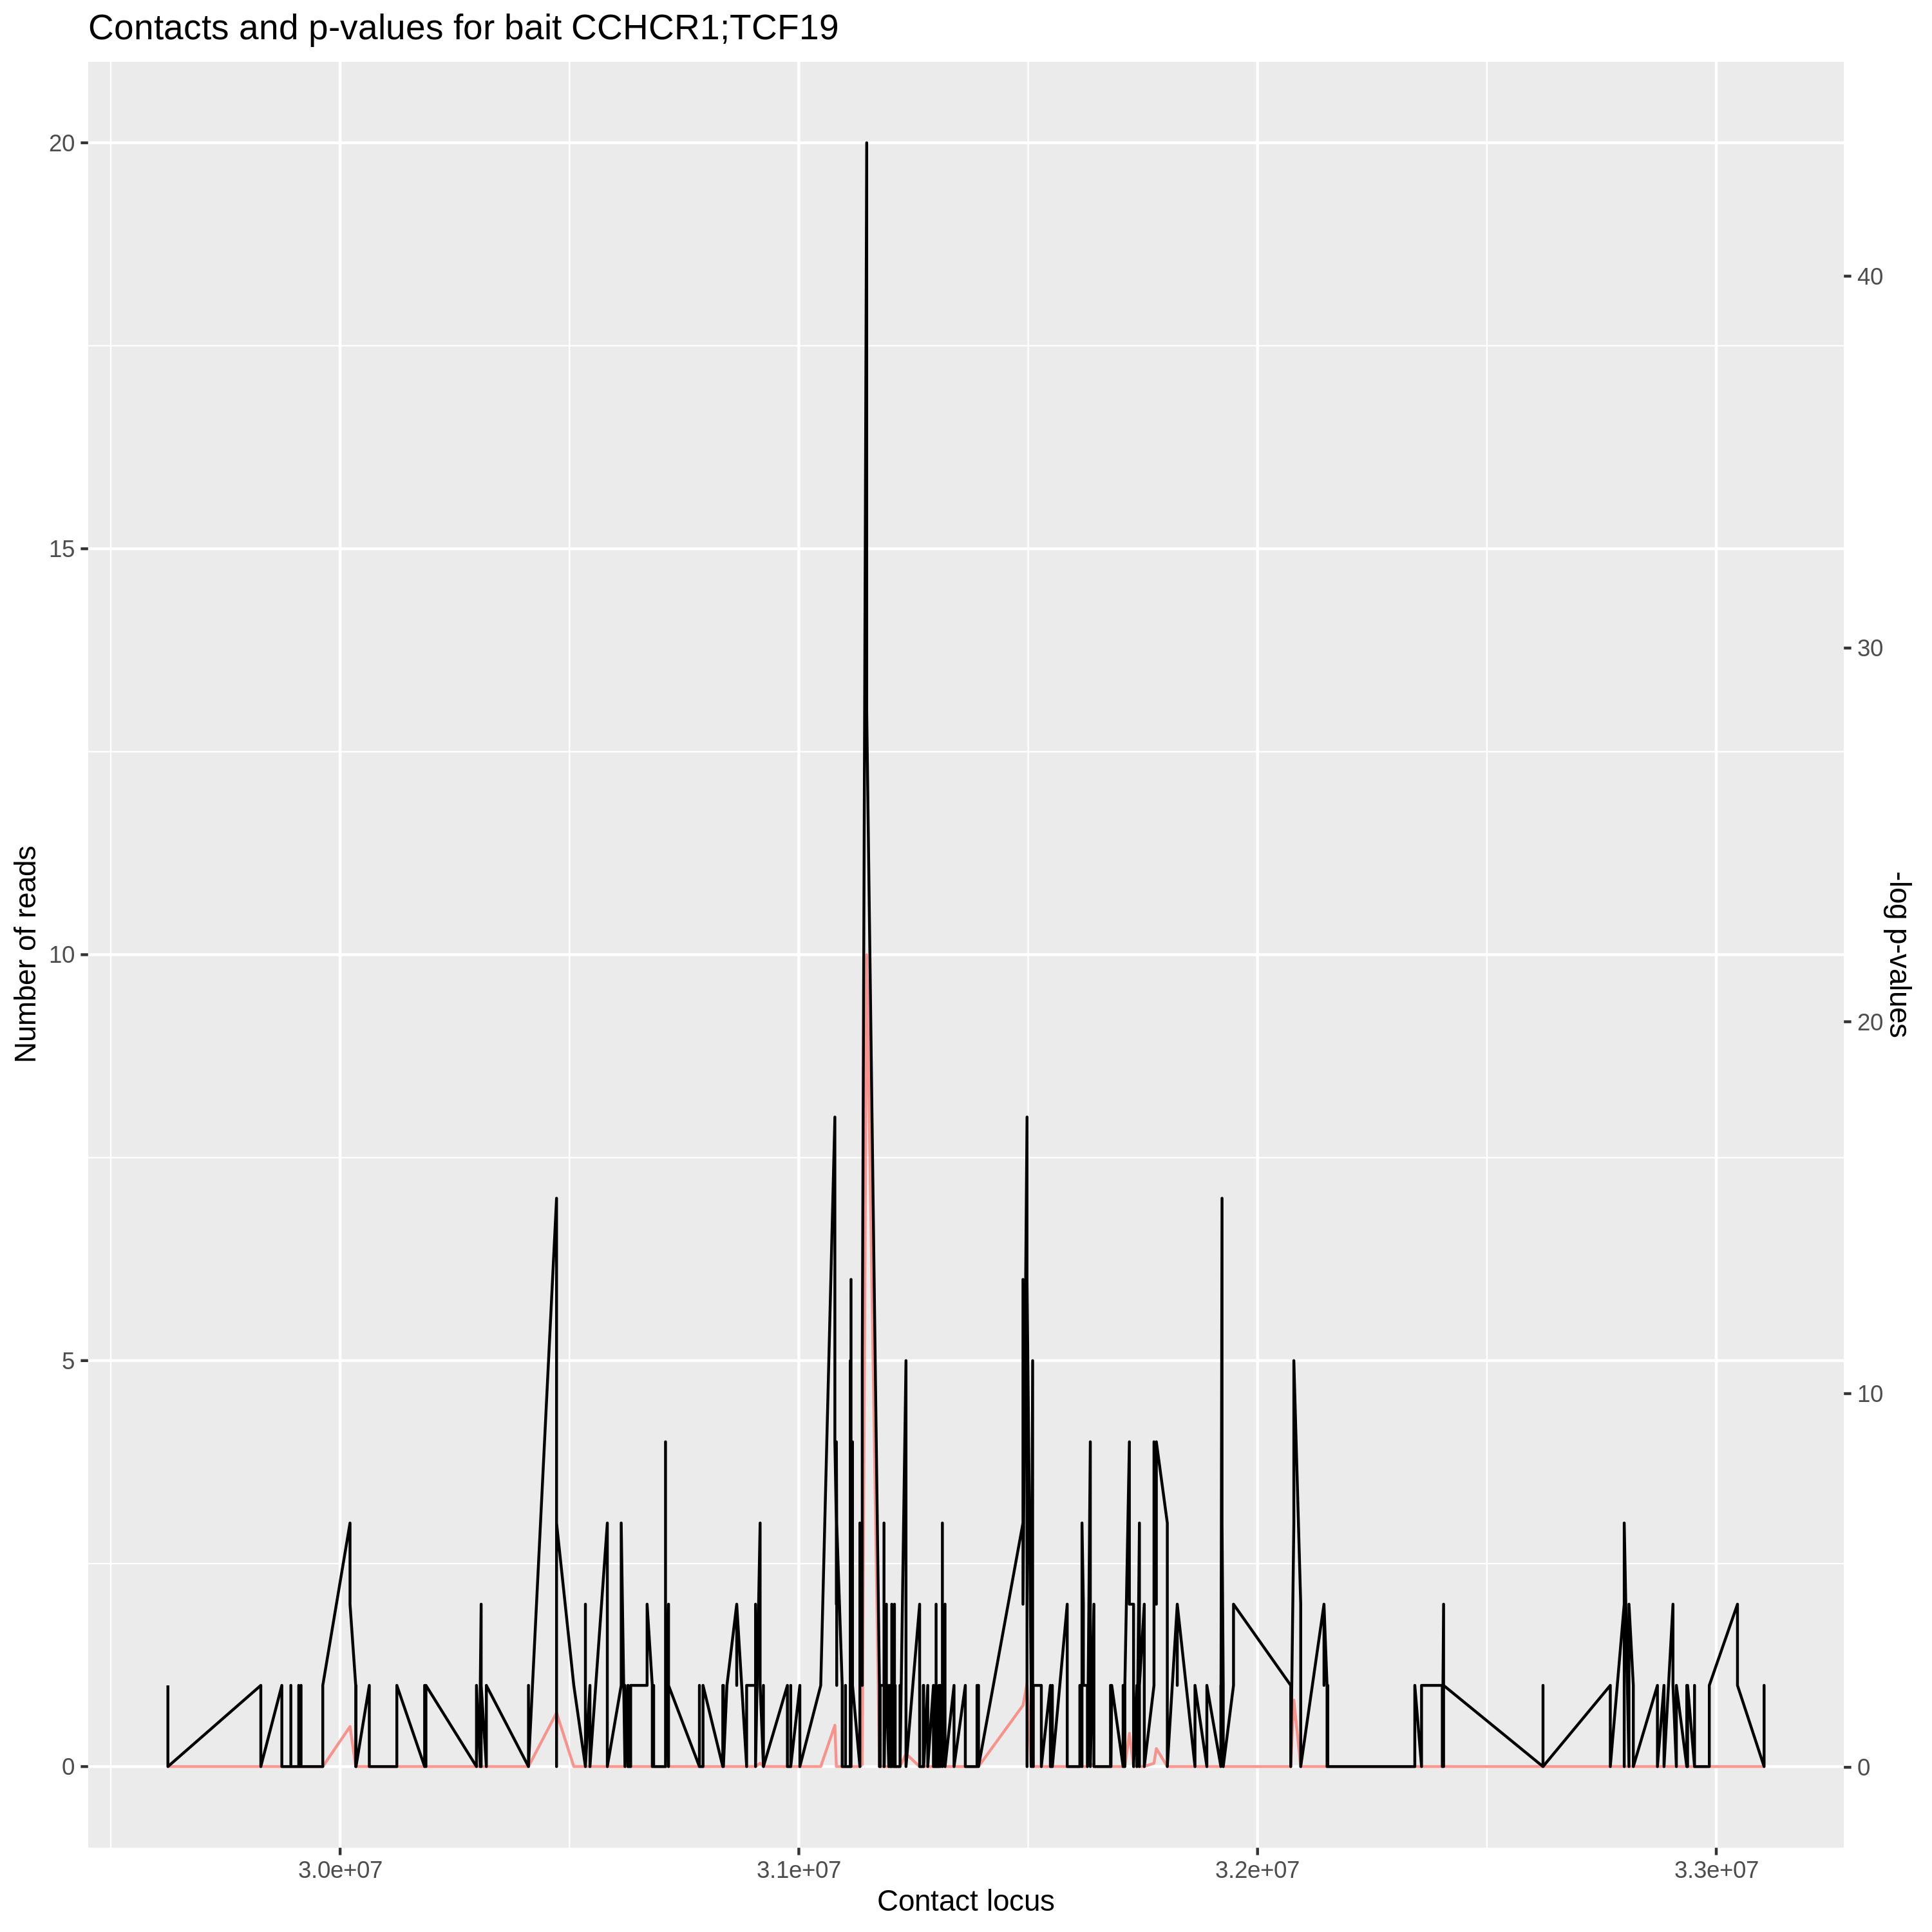 Contacts and p-values for bait CCHCR1;TCF19
20
15
10
5
0
Number of reads
40
30
20
10
0
-log p-values
3.0e+07 3.1e+07 3.2e+07 3.3e+07
Contact locus